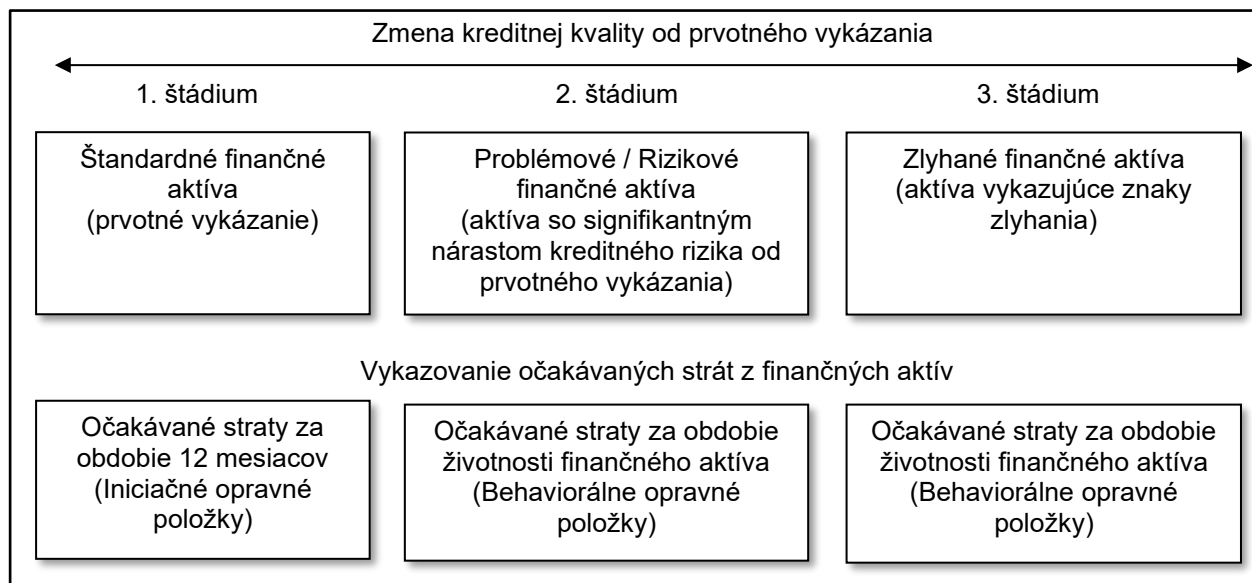 Zmena kreditnej kvality od prvotného vykázania
1. štádium
2. štádium
3. štádium
Štandardné finančné
aktíva
(prvotné vykázanie)
Problémové / Rizikové
finančné aktíva
(aktíva so signifikantným
nárastom kreditného rizika od
prvotného vykázania)
Zlyhané finančné aktíva
(aktíva vykazujúce znaky
zlyhania)
Vykazovanie očakávaných strát z finančných aktív
Očakávané straty za
obdobie 12 mesiacov
(Iniciačné opravné
položky)
Očakávané straty za obdobie
životnosti finančného aktíva
(Behaviorálne opravné
položky)
Očakávané straty za obdobie
životnosti finančného aktíva
(Behaviorálne opravné
položky)